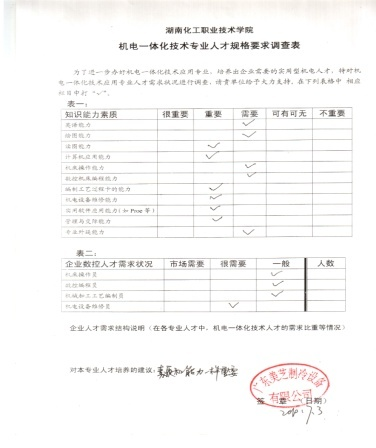 湖南化工职业技术学院
机电一体化技术专业人才规格要求调查表
为了进一步办好机电一体化技术应用专业，培养出企业需要的实用型机电人才，特对机
电一体化技术应用专业人才需求状况进行调查，请贵单位给予大力支持，在下列表格中 相应
栏目中打“✓”。
表一：
知识能力素质 很重要 重要 需要 可有可无 不重要
英语能力 ✓
绘图能力 ✓
读图能力 ✓
计算机应用能力 ✓
机床操作能力 ✓
数控机床编程能力 ✓
编制工艺过程卡的能力 ✓
机电设备维修能力 ✓
应用软件应用能力(如 Proe 等) ✓
管理与交际能力 ✓
专业外延能力 ✓
表二：
企业数控人才需求状况 市场需要 很需要 一般 人数
机床操作员 ✓
数控编程员 ✓
机械加工工艺编制员 ✓
机电设备维修员 ✓
企业人才需求结构说明（在各专业人才中，机电一体化技术人才的需求比重等情况）
对本专业人才培养的建议：素质和能力一样重要
广东美芝制冷设备
有限公司
签 章 （日期）
7.3